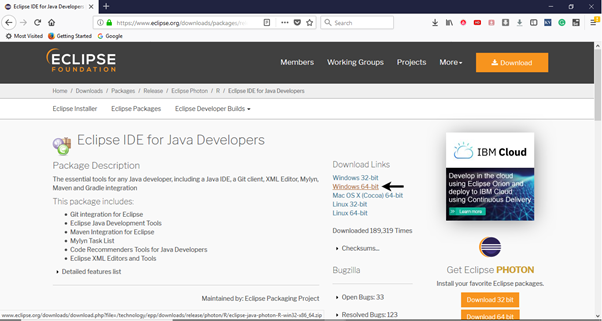 Eclipse IDE for Java Developers
https://www.eclipse.org/downloads/packages/
Search
Most Visited
Getting Started
Google
ECLIPSE
FOUNDATION
Members
Working Groups
Projects
More
Download
Home / Downloads / Packages / Release / Eclipse Photon / R / Eclipse IDE for Java Developers
Eclipse Installer
Eclipse Packages
Eclipse Developer Builds
Eclipse IDE for Java Developers
Package Description
The essential tools for any Java developer, including a Java IDE, a Git client, XML Editor, Mylyn,
Maven and Gradle integration
This package includes:
Git integration for Eclipse
Eclipse Java Development Tools
Maven Integration for Eclipse
Mylyn Task List
Code Recommenders Tools for Java Developers
Eclipse XML Editors and Tools
Detailed features list
Maintained by: Eclipse Packaging Project
Download Links
Windows 32-bit
Windows 64-bit
Mac OS X (Cocoa) 64-bit
Linux 32-bit
Linux 64-bit
Downloaded 189,319 Times
Checksums...
Bugzilla
Open Bugs: 33
Resolved Bugs: 123
IBM Cloud
Develop in the cloud
using Eclipse Orion and
deploy to IBM Cloud
using Continuous Delivery
Learn more
Get Eclipse PHOTON
Install your favorite Eclipse packages.
Download 32 bit
Download 64 bit
www.eclipse.org/downloads/download.php?file=/technology/epp/downloads/release/photon/R/eclipse-java-photon-R-win32-x86_64.zip